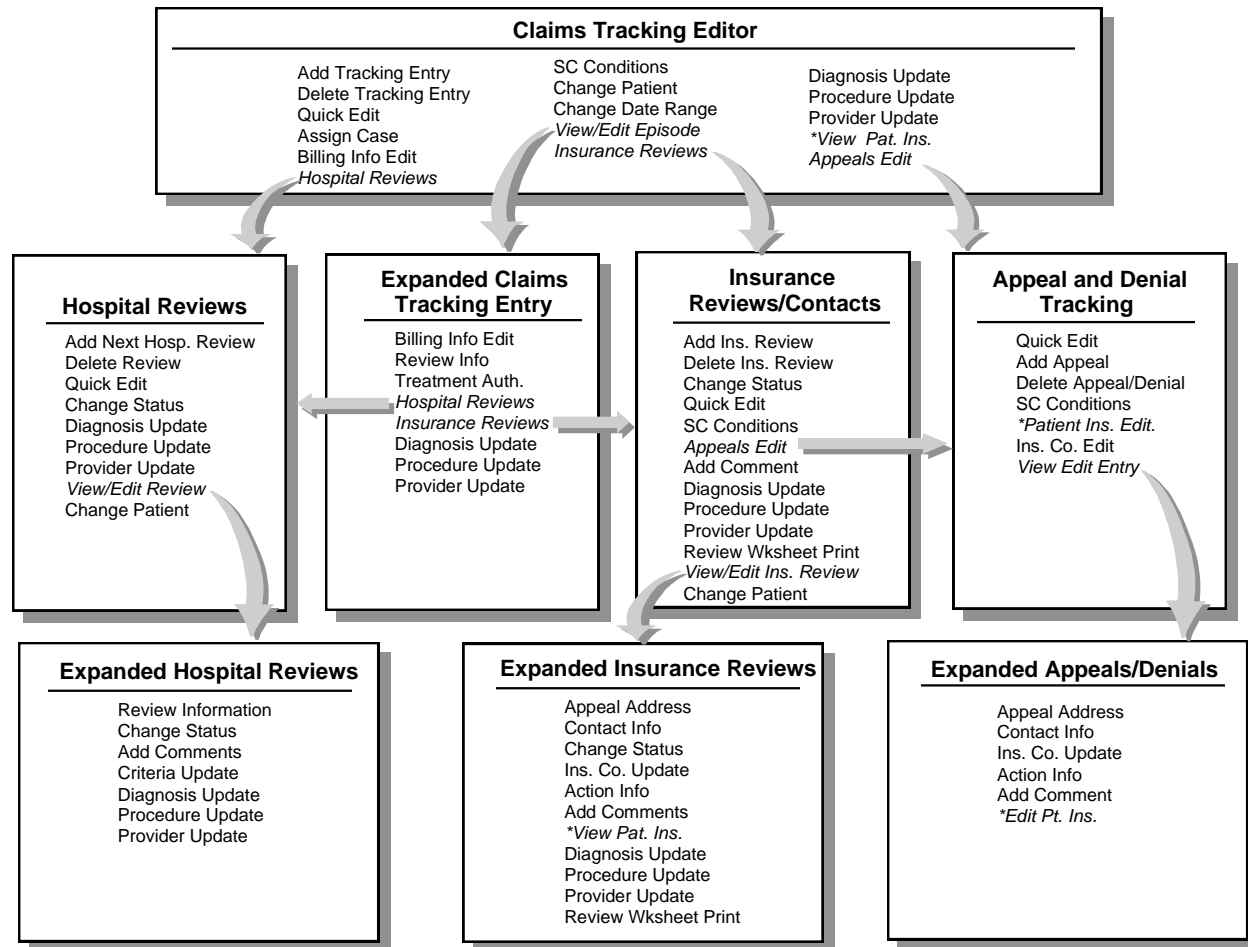 Claims Tracking Editor
Add Tracking Entry
Delete Tracking Entry
Quick Edit
Assign Case
Billing Info Edit
Hospital Reviews
SC Conditions
Change Patient
Change Date Range
View/Edit Episode
Insurance Reviews
Diagnosis Update
Procedure Update
Provider Update
*View Pat. Ins.
Appeals Edit
Hospital Reviews
Add Next Hosp. Review
Delete Review
Quick Edit
Change Status
Diagnosis Update
Procedure Update
Provider Update
View/Edit Review
Change Patient
Expanded Claims
Tracking Entry
Billing Info Edit
Review Info
Treatment Auth.
Hospital Reviews
Insurance Reviews
Diagnosis Update
Procedure Update
Provider Update
Insurance
Reviews/Contacts
Add Ins. Review
Delete Ins. Review
Change Status
Quick Edit
SC Conditions
Appeals Edit
Add Comment
Diagnosis Update
Procedure Update
Provider Update
Review Wksheet Print
View/Edit Ins. Review
Change Patient
Appeal and Denial
Tracking
Quick Edit
Add Appeal
Delete Appeal/Denial
SC Conditions
*Patient Ins. Edit.
Ins. Co. Edit
View Edit Entry
Expanded Hospital Reviews
Review Information
Change Status
Add Comments
Criteria Update
Diagnosis Update
Procedure Update
Provider Update
Expanded Insurance Reviews
Appeal Address
Contact Info
Change Status
Ins. Co. Update
Action Info
Add Comments
*View Pat. Ins.
Diagnosis Update
Procedure Update
Provider Update
Review Wksheet Print
Expanded Appeals/Denials
Appeal Address
Contact Info
Ins. Co. Update
Action Info
Add Comment
*Edit Pt. Ins.